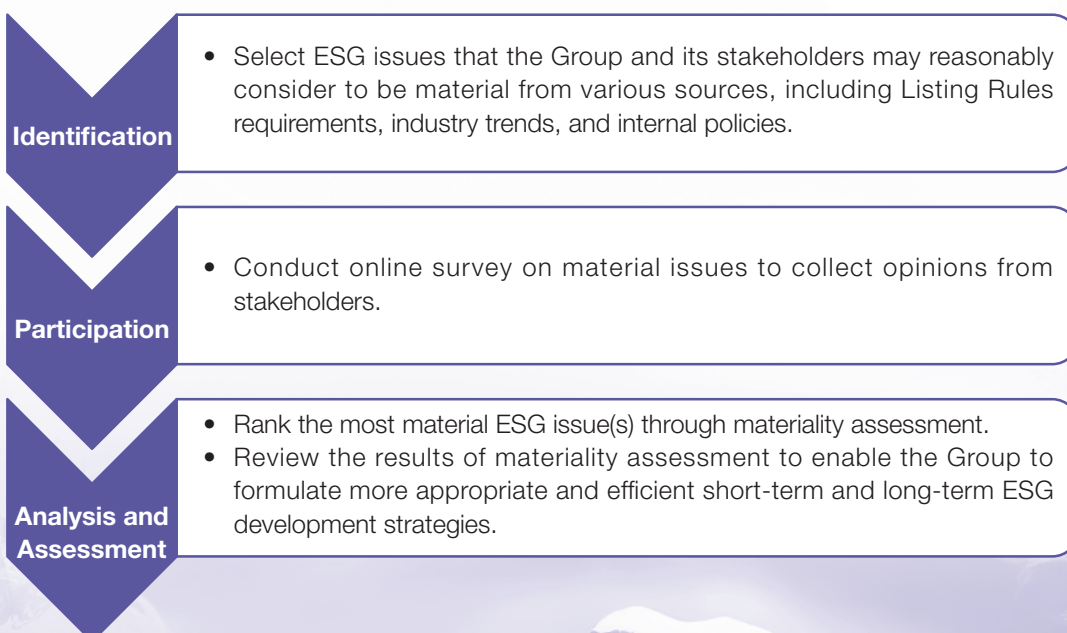 Identification
• Select ESG issues that the Group and its stakeholders may reasonably
consider to be material from various sources, including Listing Rules
requirements, industry trends, and internal policies.
Participation
• Conduct online survey on material issues to collect opinions from
stakeholders.
Analysis and
Assessment
• Rank the most material ESG issue(s) through materiality assessment.
• Review the results of materiality assessment to enable the Group to
formulate more appropriate and efficient short-term and long-term ESG
development strategies.